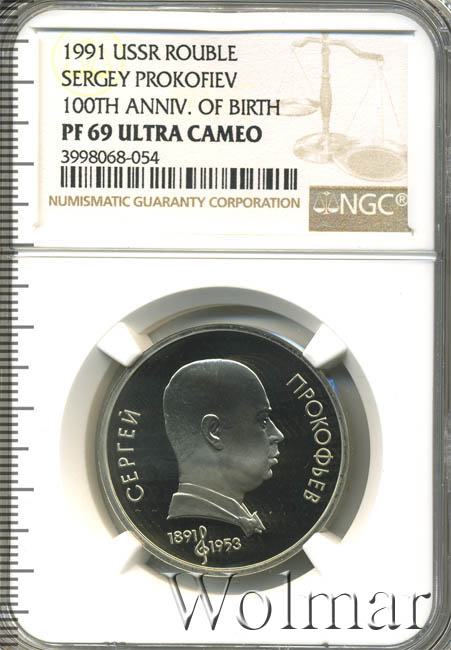 1991 USSR ROUBLE
SERGEY PROKOFIEV
100TH ANNIV. OF BIRTH
PF 69 ULTRA CAMEO
3998068-054
NUMISMATIC GUARANTY CORPORATION
NGC®
СЕРГЕЙ
ПРОКОФЬЕВ
1891
1953
Wolmar